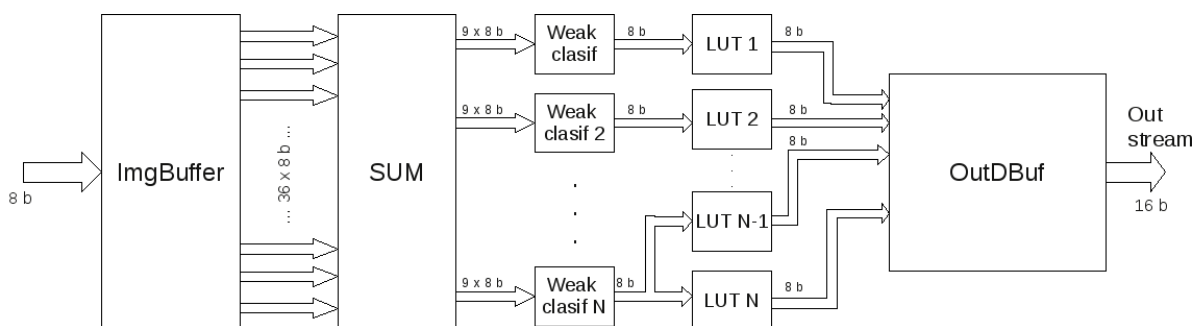 8 b
ImgBuffer
.... 36 x 8 b ...
SUM
9 x 8 b
Weak
clasif
8 b
LUT 1
8 b
9 x 8 b
Weak
clasif 2
8 b
LUT 2
8 b
8 b
LUT N-1
9 x 8 b
Weak
clasif N
8 b
LUT N
8 b
OutDBuf
Out
stream
16 b